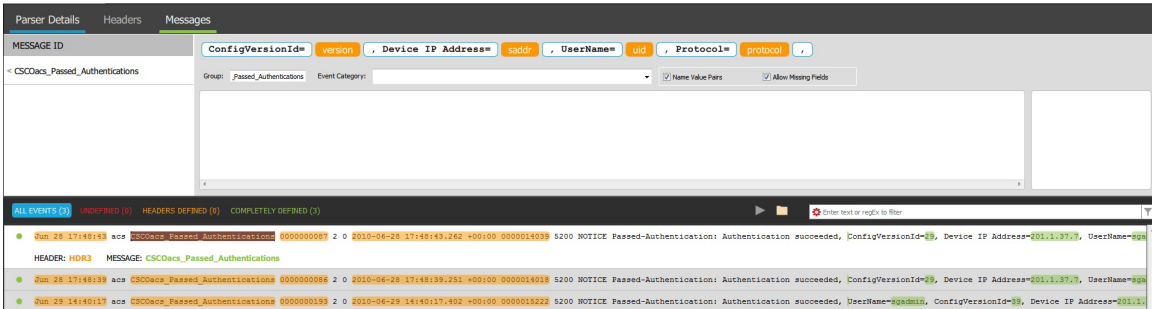 Parser Details Headers Messages
MESSAGE ID
ConfigVersionId= version , Device IP Address= saddr , UserName= uid , Protocol= protocol ,
< CSCOacs_Passed_Authentications
Group: _Passed_Authentications Event Category: Name Value Pairs Allow Missing Fields
ALL EVENTS (3) UNDEFINED (0) HEADERS DEFINED (0) COMPLETELY DEFINED (3) Enter text or regEx to filter
Jun 28 17:48:43 acs CSCOacs_Passed_Authentications 0000000087 2 0 2010-06-28 17:48:43.262 +00:00 0000014039 5200 NOTICE Passed-Authentication: Authentication succeeded, ConfigVersionId=29, Device IP Address=201.1.37.7, UserName=sga
HEADER: HDR3 MESSAGE: CSCOacs_Passed_Authentications
Jun 28 17:48:39 acs CSCOacs_Passed_Authentications 0000000086 2 0 2010-06-28 17:48:39.251 +00:00 0000014018 5200 NOTICE Passed-Authentication: Authentication succeeded, ConfigVersionId=29, Device IP Address=201.1.37.7, UserName=sga
Jun 29 14:40:17 acs CSCOacs_Passed_Authentications 0000000193 2 0 2010-06-29 14:40:17.402 +00:00 0000015222 5200 NOTICE Passed-Authentication: Authentication succeeded, UserName=sgadmin, ConfigVersionId=39, Device IP Address=201.1.